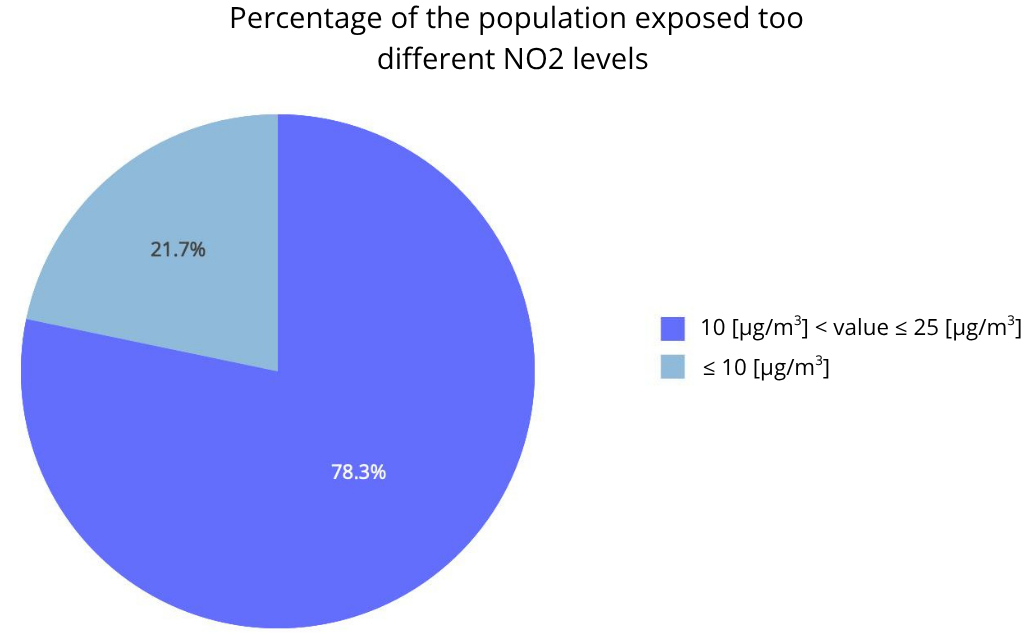 Percentage of the population exposed too
different NO2 levels
21.7%
78.3%
10 [µg/m³] < value ≤ 25 [µg/m³]
≤ 10 [µg/m³]